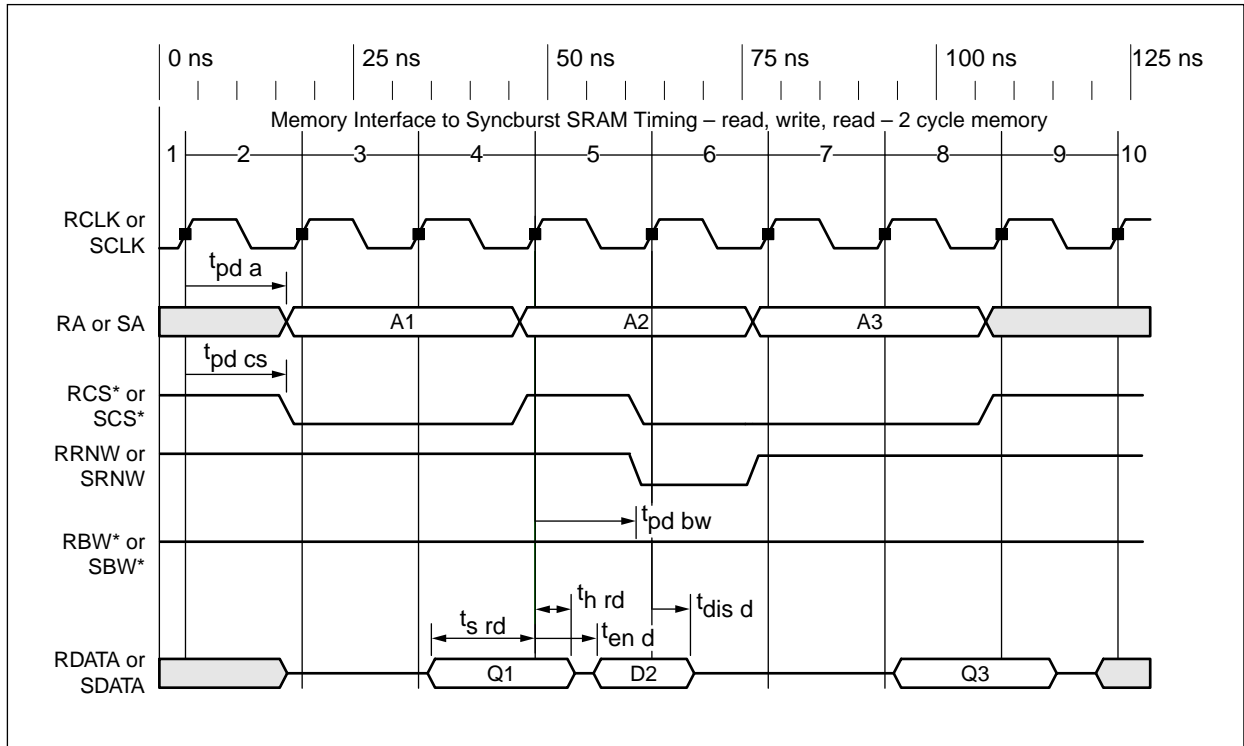 0 ns 25 ns 50 ns 75 ns 100 ns 125 ns
Memory Interface to Syncburst SRAM Timing – read, write, read – 2 cycle memory
1 2 3 4 5 6 7 8 9 10
RCLK or
SCLK
tpd a
RA or SA
A1 A2 A3
tpd cs
RCS* or
SCS*
RRNW or
SRNW
tpd bw
RBW* or
SBW*
th rd
tdis d
ts rd
ten d
RDATA or
SDATA
Q1 D2 Q3